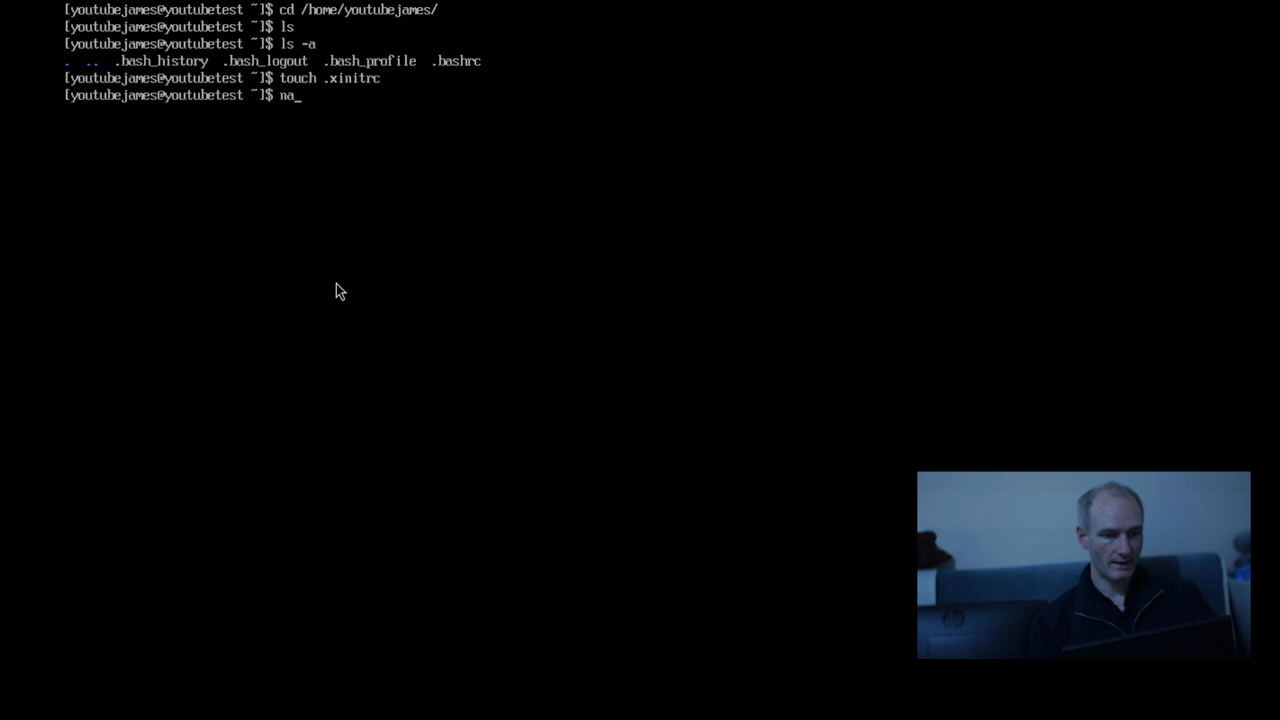 [youtubejames@youtubetest ~]$ cd /home/youtubejames/
[youtubejames@youtubetest ~]$ ls
[youtubejames@youtubetest ~]$ ls -a
.  ..  .bash_history  .bash_logout  .bash_profile  .bashrc
[youtubejames@youtubetest ~]$ touch .xinitrc
[youtubejames@youtubetest ~]$ na_
hp